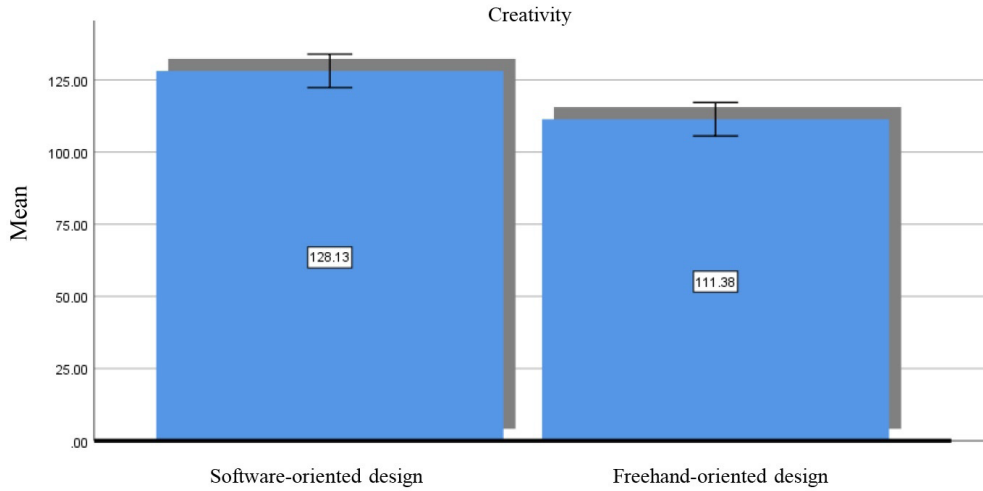 Creativity
Mean
125.00
100.00
75.00
50.00
25.00
.00
128.13
111.38
Software-oriented design
Freehand-oriented design